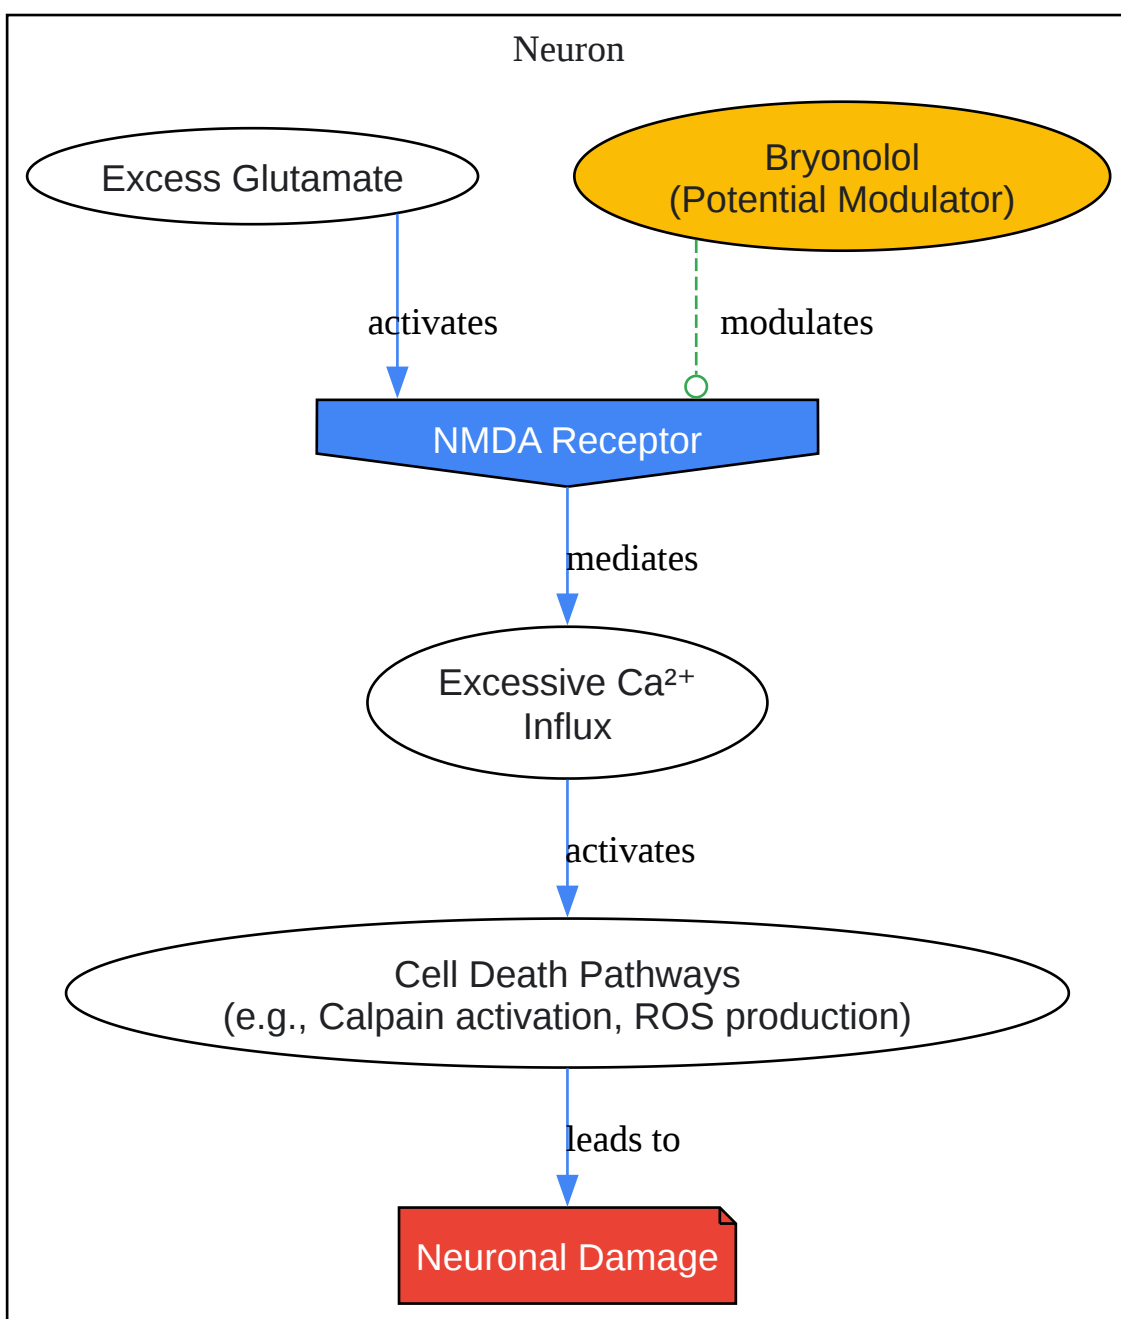 Neuron
Excess Glutamate
Bryonolol
(Potential Modulator)
activates
modulates
NMDA Receptor
mediates
Excessive Ca²⁺
Influx
activates
Cell Death Pathways
(e.g., Calpain activation, ROS production)
leads to
Neuronal Damage